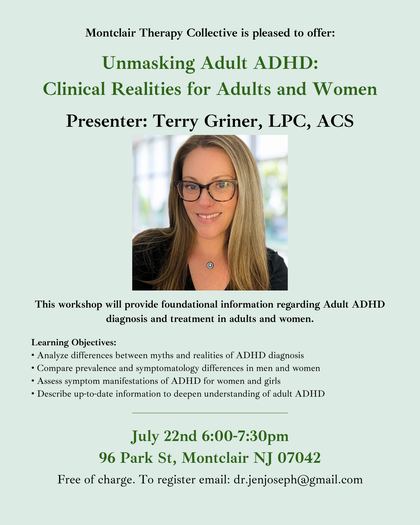 Montclair Therapy Collective is pleased to offer:
Unmasking Adult ADHD:
Clinical Realities for Adults and Women
Presenter: Terry Griner, LPC, ACS
This workshop will provide foundational information regarding Adult ADHD
diagnosis and treatment in adults and women.
Learning Objectives:
• Analyze differences between myths and realities of ADHD diagnosis
• Compare prevalence and symptomatology differences in men and women
• Assess symptom manifestations of ADHD for women and girls
• Describe up-to-date information to deepen understanding of adult ADHD
July 22nd 6:00-7:30pm
96 Park St, Montclair NJ 07042
Free of charge. To register email: dr.jenjoseph@gmail.com